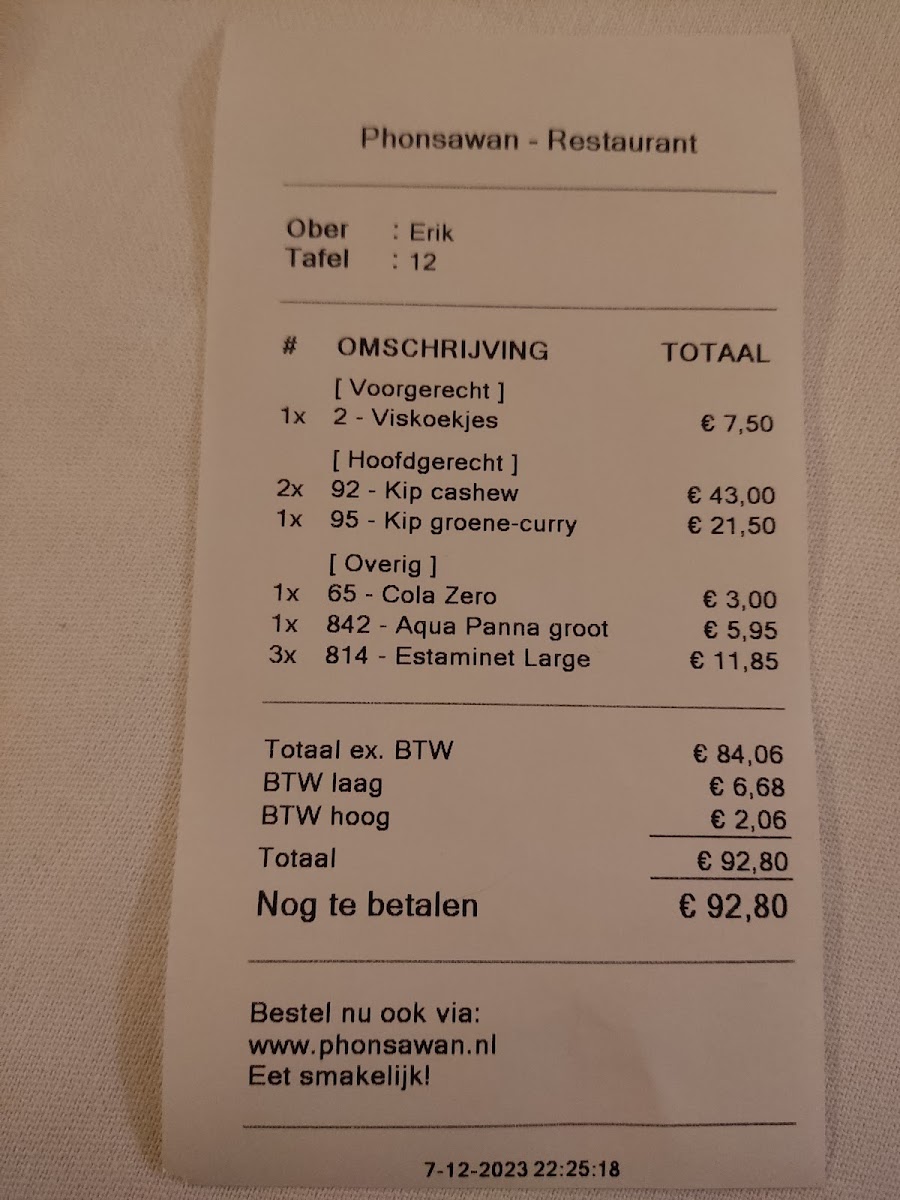 Phonsawan - Restaurant
Ober : Erik
Tafel : 12
# OMSCHRIJVING TOTAAL
[ Voorgerecht ]
1x 2 - Viskoekjes € 7,50
[ Hoofdgerecht ]
2x 92 - Kip cashew € 43,00
1x 95 - Kip groene-curry € 21,50
[ Overig ]
1x 65 - Cola Zero € 3,00
1x 842 - Aqua Panna groot € 5,95
3x 814 - Estaminet Large € 11,85
Totaal ex. BTW € 84,06
BTW laag € 6,68
BTW hoog € 2,06
Totaal € 92,80
Nog te betalen € 92,80
Bestel nu ook via:
www.phonsawan.nl
Eet smakelijk!
7-12-2023 22:25:18